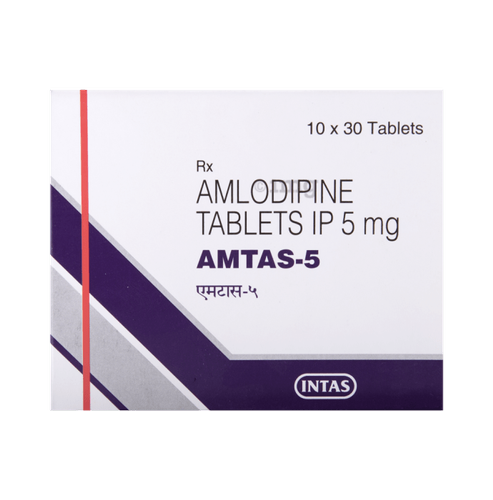 10 x 30 Tablets
Rx
AMLODIPINE
TABLETS IP 5 mg
AMTAS-5
एमटास-५
INTAS